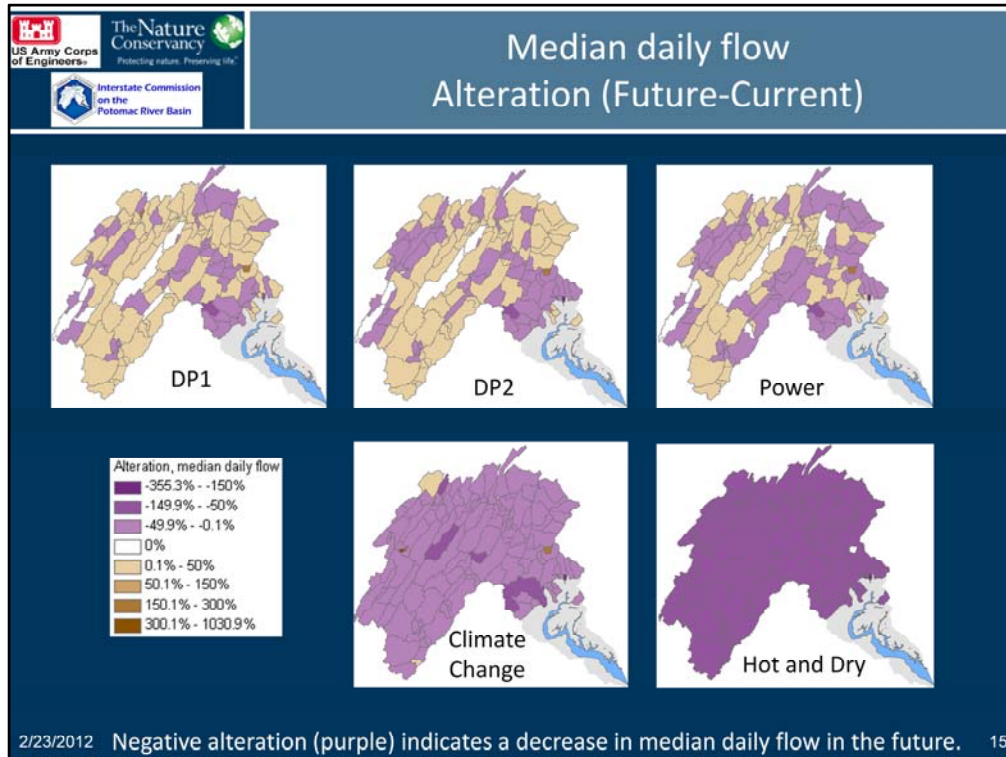 US Army Corps
of Engineers®
The Nature
Conservancy
Protecting nature. Preserving life.™
Interstate Commission
on the
Potomac River Basin
Median daily flow
Alteration (Future-Current)
DP1
DP2
Power
Alteration, median daily flow
-355.3% - -150%
-149.9% - -50%
-49.9% - -0.1%
0%
0.1% - 50%
50.1% - 150%
150.1% - 300%
300.1% - 1030.9%
Climate
Change
Hot and Dry
2/23/2012 Negative alteration (purple) indicates a decrease in median daily flow in the future. 15